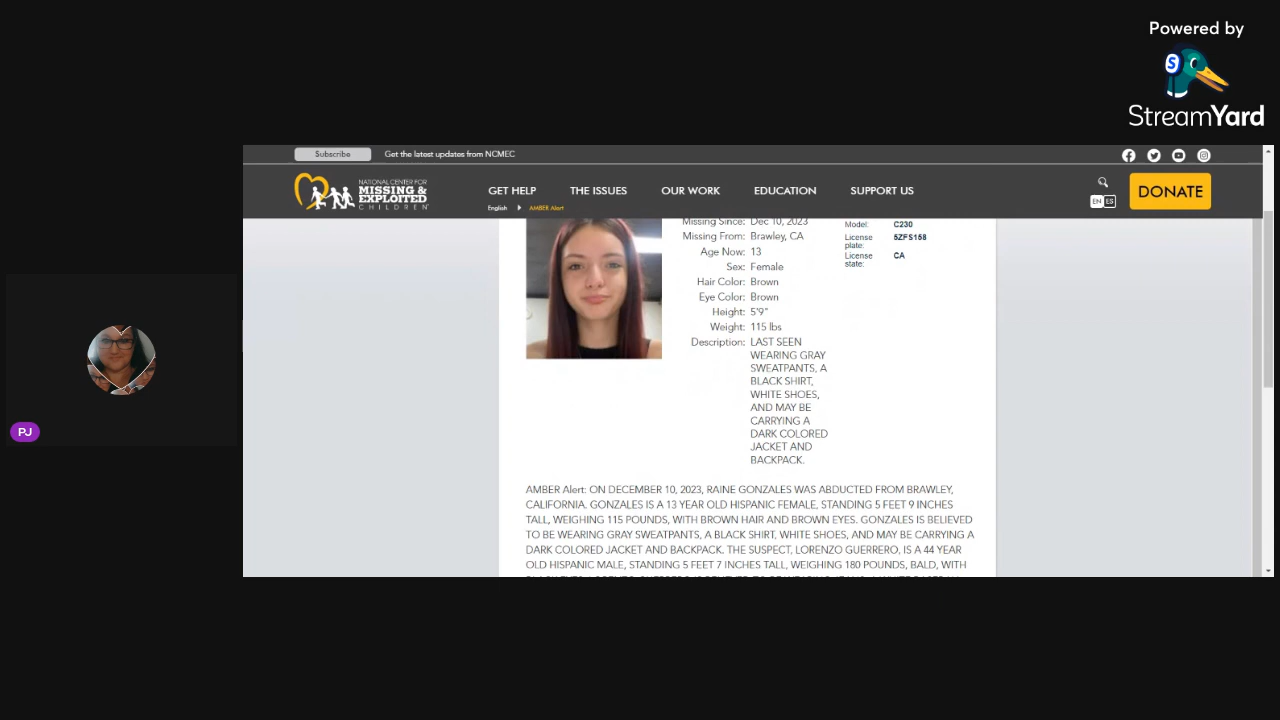 Powered by
StreamYard
Subscribe
Get the latest updates from NCMEC
NATIONAL CENTER FOR
MISSING &
EXPLOITED
CHILDREN
GET HELP
THE ISSUES
OUR WORK
EDUCATION
SUPPORT US
EN ES
DONATE
English AMBER Alert
Missing Since: Dec 10, 2023
Missing From: Brawley, CA
Age Now: 13
Sex: Female
Hair Color: Brown
Eye Color: Brown
Height: 5'9"
Weight: 115 lbs
Description: LAST SEEN
WEARING GRAY
SWEATPANTS, A
BLACK SHIRT,
WHITE SHOES,
AND MAY BE
CARRYING A
DARK COLORED
JACKET AND
BACKPACK.
Model: C230
License plate: 5ZFS158
License state: CA
PJ
AMBER Alert: ON DECEMBER 10, 2023, RAINE GONZALES WAS ABDUCTED FROM BRAWLEY,
CALIFORNIA. GONZALES IS A 13 YEAR OLD HISPANIC FEMALE, STANDING 5 FEET 9 INCHES
TALL, WEIGHING 115 POUNDS, WITH BROWN HAIR AND BROWN EYES. GONZALES IS BELIEVED
TO BE WEARING GRAY SWEATPANTS, A BLACK SHIRT, WHITE SHOES, AND MAY BE CARRYING A
DARK COLORED JACKET AND BACKPACK. THE SUSPECT, LORENZO GUERRERO, IS A 44 YEAR
OLD HISPANIC MALE, STANDING 5 FEET 7 INCHES TALL, WEIGHING 180 POUNDS, BALD, WITH